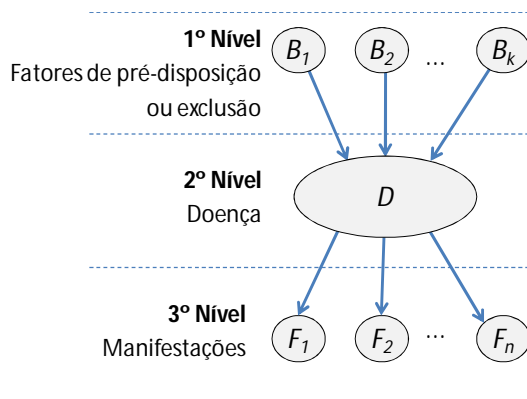 1º Nível
Fatores de pré-disposição
ou exclusão
B1 B2 ... Bk
2º Nível
Doença
D
3º Nível
Manifestações
F1 F2 ... Fn